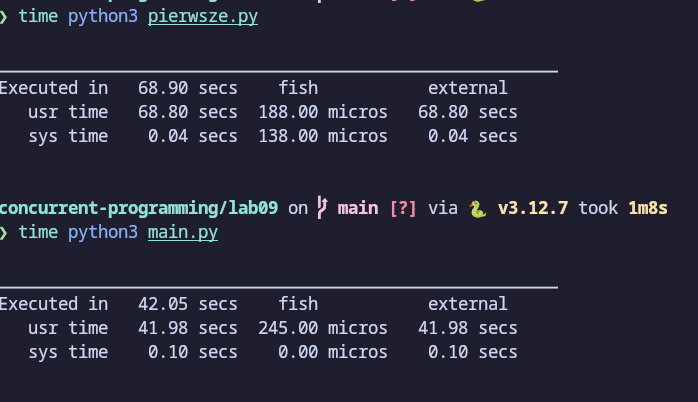 ❯ time python3 pierwsze.py
Executed in 68.90 secs fish external
usr time 68.80 secs 188.00 micros 68.80 secs
sys time 0.04 secs 138.00 micros 0.04 secs
concurrent-programming/lab09 on main [?] via 🐍 v3.12.7 took 1m8s
❯ time python3 main.py
Executed in 42.05 secs fish external
usr time 41.98 secs 245.00 micros 41.98 secs
sys time 0.10 secs 0.00 micros 0.10 secs